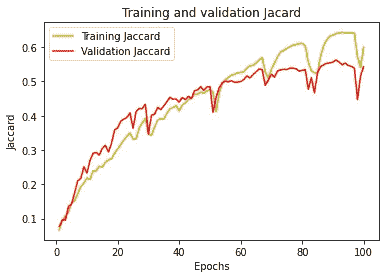 Training and validation Jacard
Training Jaccard
Validation Jaccard
Jaccard
0.6
0.5
0.4
0.3
0.2
0.1
0 20 40 60 80 100
Epochs